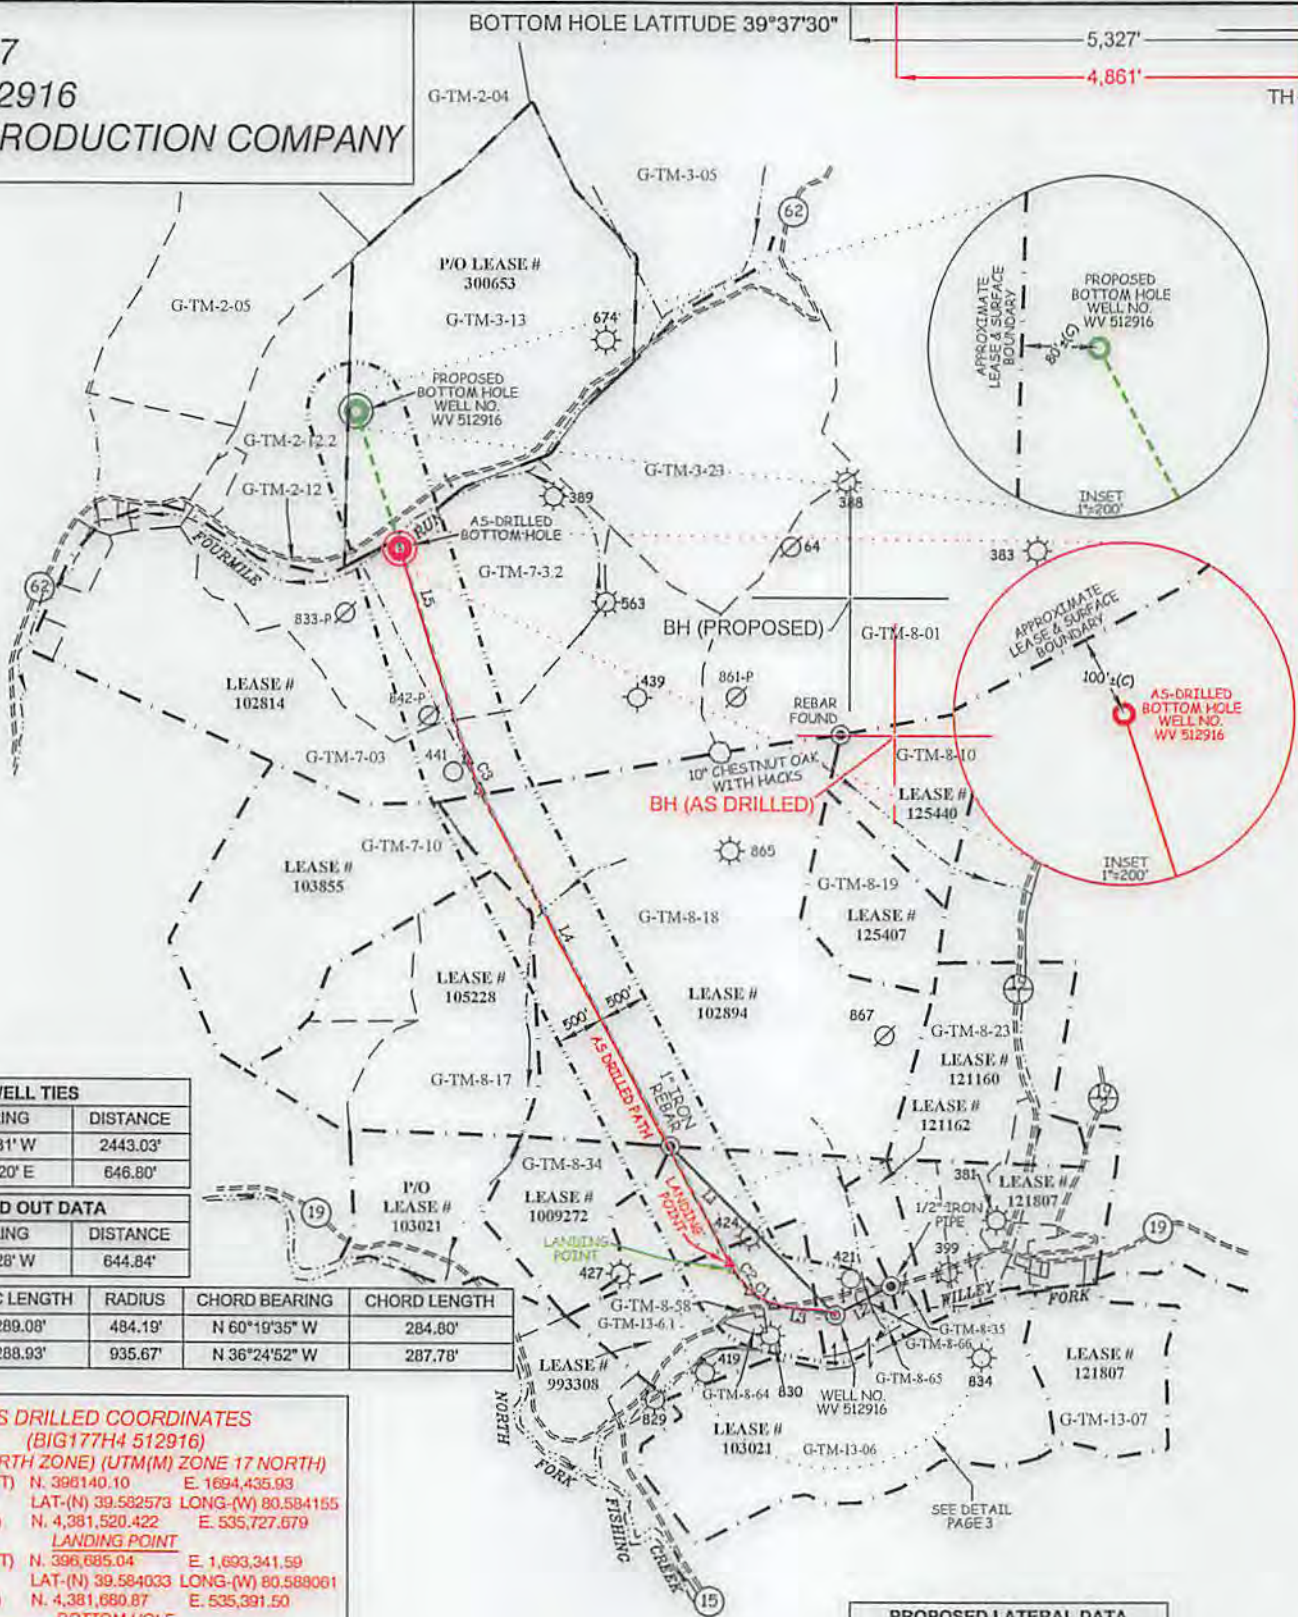 7
2916
RODUCTION COMPANY
BOTTOM HOLE LATITUDE 39°37'30"
5,327'
4,861'
TH
G-TM-2-04
G-TM-3-05
62
P/O LEASE #
300653
G-TM-2-05
G-TM-3-13
674'
PROPOSED
BOTTOM HOLE
WELL NO.
WV 512916
APPROXIMATE
LEASE & SURFACE
BOUNDARY
PROPOSED
BOTTOM HOLE
WELL NO.
WV 512916
80' ±(C)
INSET
1"=200'
G-TM-2-12.2
G-TM-2-12
G-TM-3-23
389
388
FOURMILE
RUN
AS-DRILLED
BOTTOM HOLE
64
383
62
L5
G-TM-7-3.2
563
833-P
BH (PROPOSED)
G-TM-8-01
APPROXIMATE
LEASE & SURFACE
BOUNDARY
100' ±(C)
AS-DRILLED
BOTTOM HOLE
WELL NO.
WV 512916
INSET
1"=200'
LEASE #
102814
842-P
439
861-P
REBAR
FOUND
G-TM-7-03
441
C3
10" CHESTNUT OAK
WITH HACKS
G-TM-8-10
BH (AS DRILLED)
LEASE #
125440
G-TM-7-10
865
LEASE #
103855
G-TM-8-19
G-TM-8-18
LEASE #
125407
L4
LEASE #
105228
500'
500'
LEASE #
102894
867
G-TM-8-23
LEASE #
121160
G-TM-8-17
AS DRILLED PATH
1" IRON
REBAR
LEASE #
121162
G-TM-8-34
381
P/O
LEASE #
103021
LEASE #
1009272
LANDING
POINT
L1
LEASE #
121807
1/2" IRON
PIPE
19
19
LANDING
POINT
424
421
399
427
C2
C1
L3
L2
WILLEY
FORK
G-TM-8-58
G-TM-13-6.1
G-TM-8-35
G-TM-8-66
LEASE #
993308
419
830
G-TM-8-64
WELL NO.
WV 512916
G-TM-8-65
834
LEASE #
121807
829
LEASE #
103021
G-TM-13-06
G-TM-13-07
NORTH
FORK
FISHING
CREEK
15
SEE DETAIL
PAGE 3
WELL TIES
ING DISTANCE
31' W 2443.03'
20' E 646.80'
D OUT DATA
ING DISTANCE
28' W 644.84'
C LENGTH RADIUS CHORD BEARING CHORD LENGTH
289.08' 484.19' N 60°19'35" W 284.80'
288.93' 935.67' N 36°24'52" W 287.78'
S DRILLED COORDINATES
(BIG177H4 512916)
RTH ZONE) (UTM(M) ZONE 17 NORTH)
T) N. 396140.10 E. 1694,435.93
LAT-(N) 39.582573 LONG-(W) 80.584155
) N. 4,381,520.422 E. 535,727.679
LANDING POINT
T) N. 396,685.04 E. 1,693,341.59
LAT-(N) 39.584033 LONG-(W) 80.588061
) N. 4,381,680.87 E. 535,391.50
BOTTOM HOLE
PROPOSED LATERAL DATA